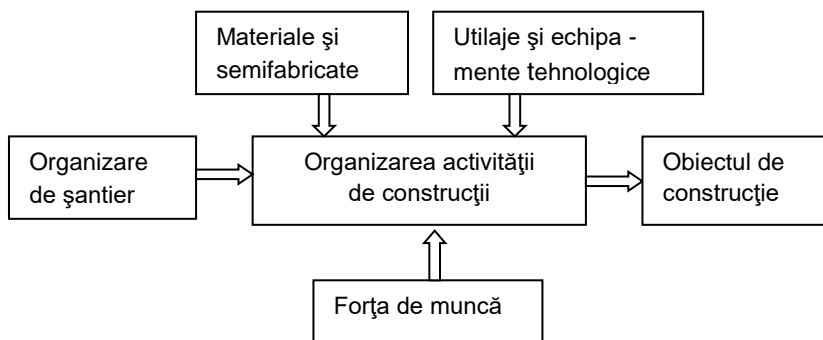 Materiale şi
semifabricate
Utilaje şi echipa -
mente tehnologice
Organizare
de şantier
Organizarea activităţii
de construcţii
Obiectul de
construcţie
Forţa de muncă